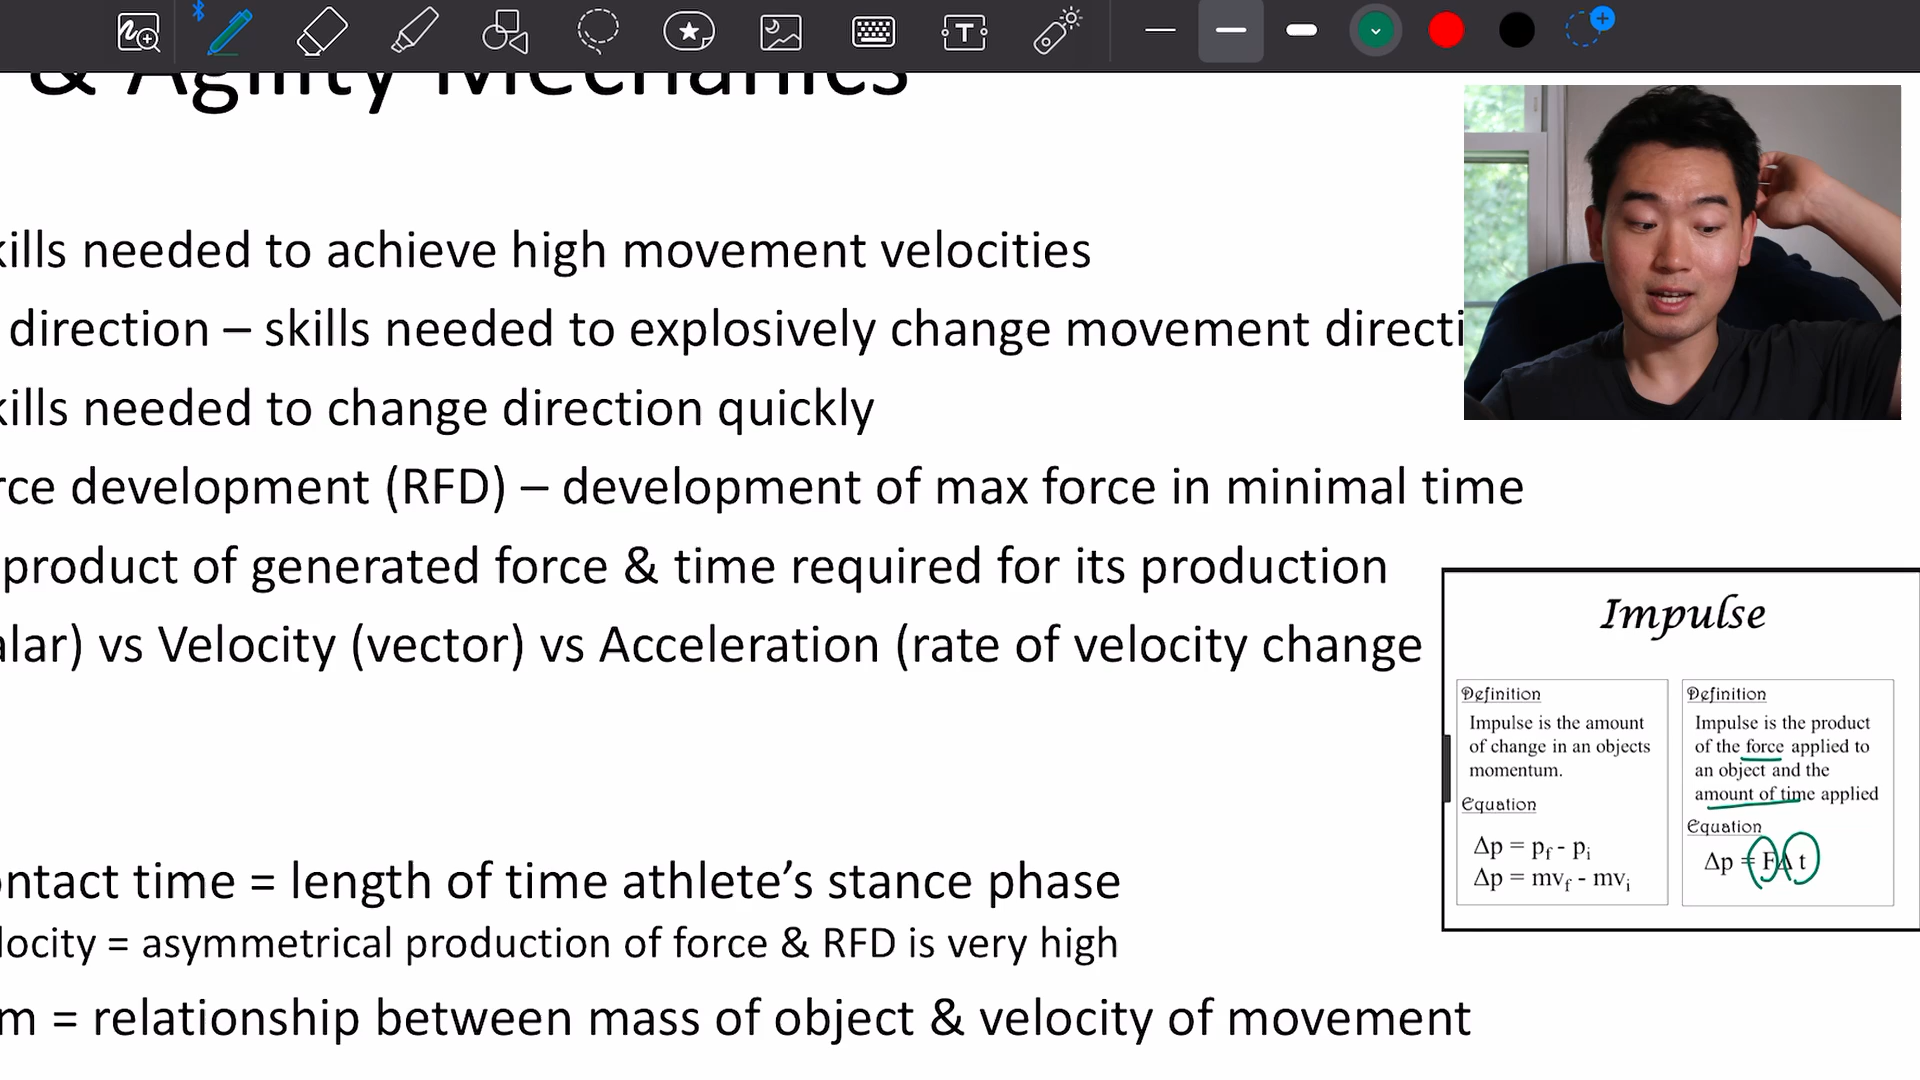 & Agility Mechanics
kills needed to achieve high movement velocities
direction – skills needed to explosively change movement directi
kills needed to change direction quickly
rce development (RFD) – development of max force in minimal time
product of generated force & time required for its production
alar) vs Velocity (vector) vs Acceleration (rate of velocity change
ontact time = length of time athlete's stance phase
locity = asymmetrical production of force & RFD is very high
m = relationship between mass of object & velocity of movement
Impulse
Definition
Impulse is the amount
of change in an objects
momentum.
Equation
Δp = pf - pi
Δp = mvf - mvi
Definition
Impulse is the product
of the force applied to
an object and the
amount of time applied
Equation
Δp = FΔ t